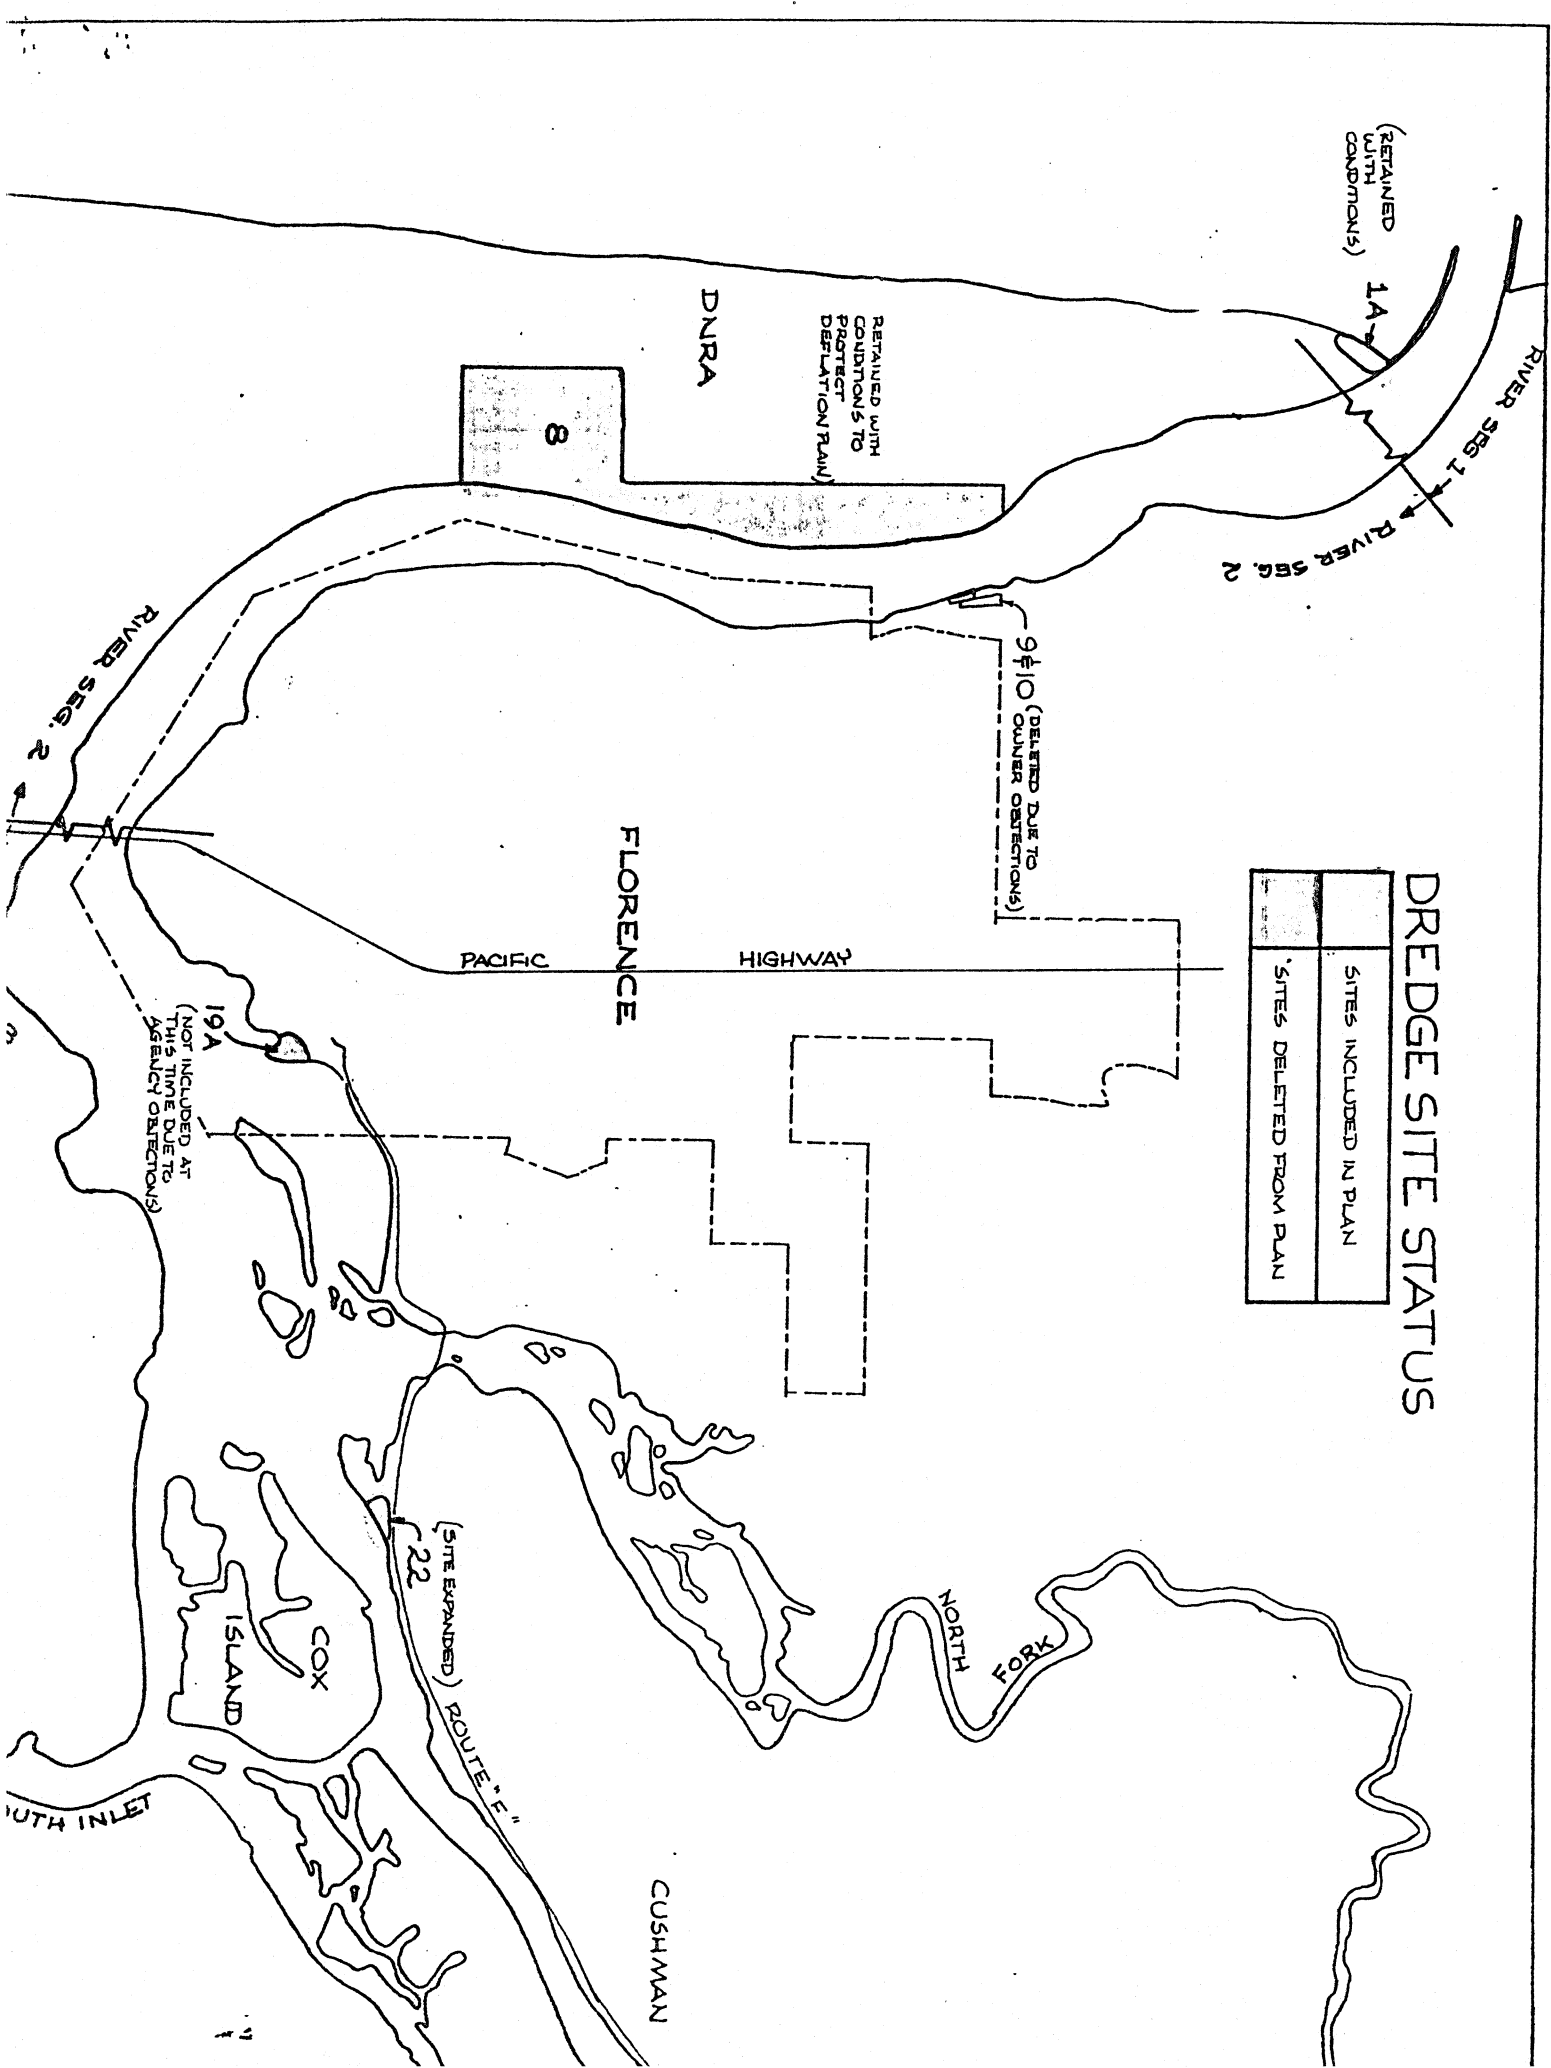 DREDGE SITE STATUS
SITES INCLUDED IN PLAN
SITES DELETED FROM PLAN
(RETAINED
WITH
CONDITIONS)
1A
RIVER SEG 1
RIVER SEG. 2
RETAINED WITH
CONDITIONS TO
PROTECT
DEFLATION PLAIN)
DNRA
8
9 & 10 (DELETED DUE TO
OWNER OBJECTIONS)
FLORENCE
PACIFIC HIGHWAY
RIVER SEG. 2
19A
(NOT INCLUDED AT
THIS TIME DUE TO
AGENCY OBJECTIONS)
NORTH
FORK
22
(SITE EXPANDED)
ROUTE "F"
COX
ISLAND
CUSHMAN
UTH INLET